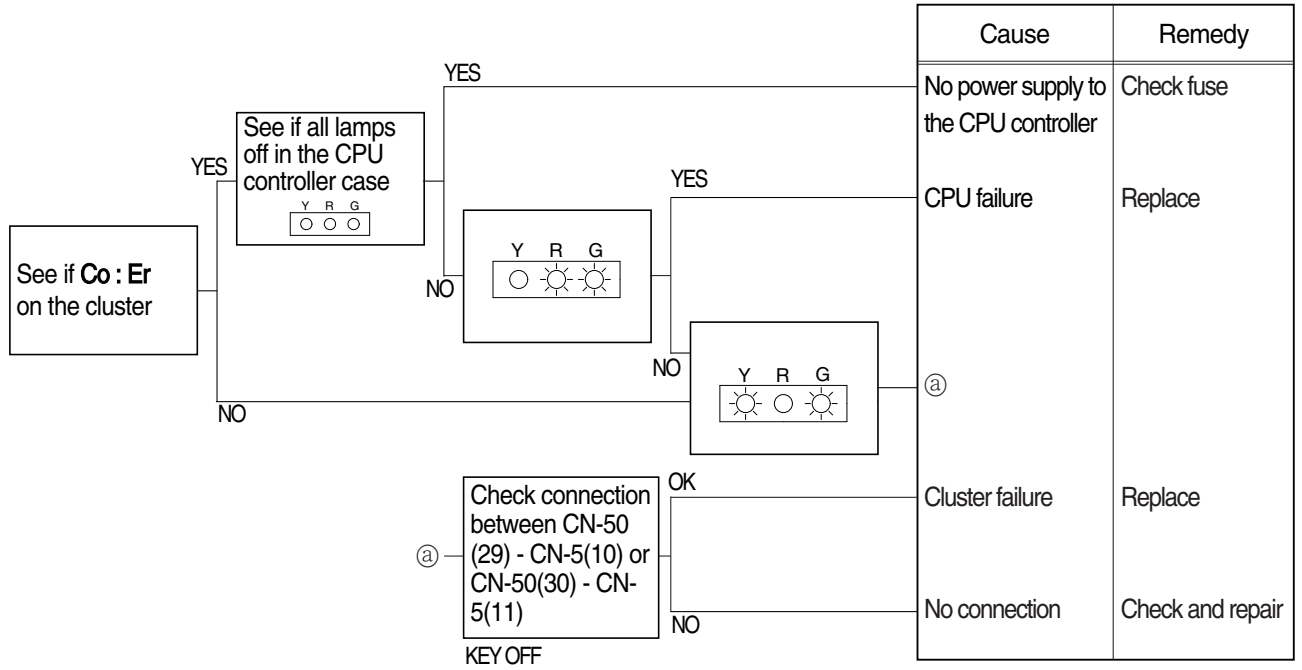 Cause
Remedy
YES
No power supply to
the CPU controller
Check fuse
See if all lamps
off in the CPU
controller case
Y R G
YES
YES
CPU failure
Replace
See if Co : Er
on the cluster
NO
Y R G
NO
Y R G
ⓐ
NO
ⓐ
Check connection
between CN-50
(29) - CN-5(10) or
CN-50(30) - CN-
5(11)
KEY OFF
OK
Cluster failure
Replace
NO
No connection
Check and repair